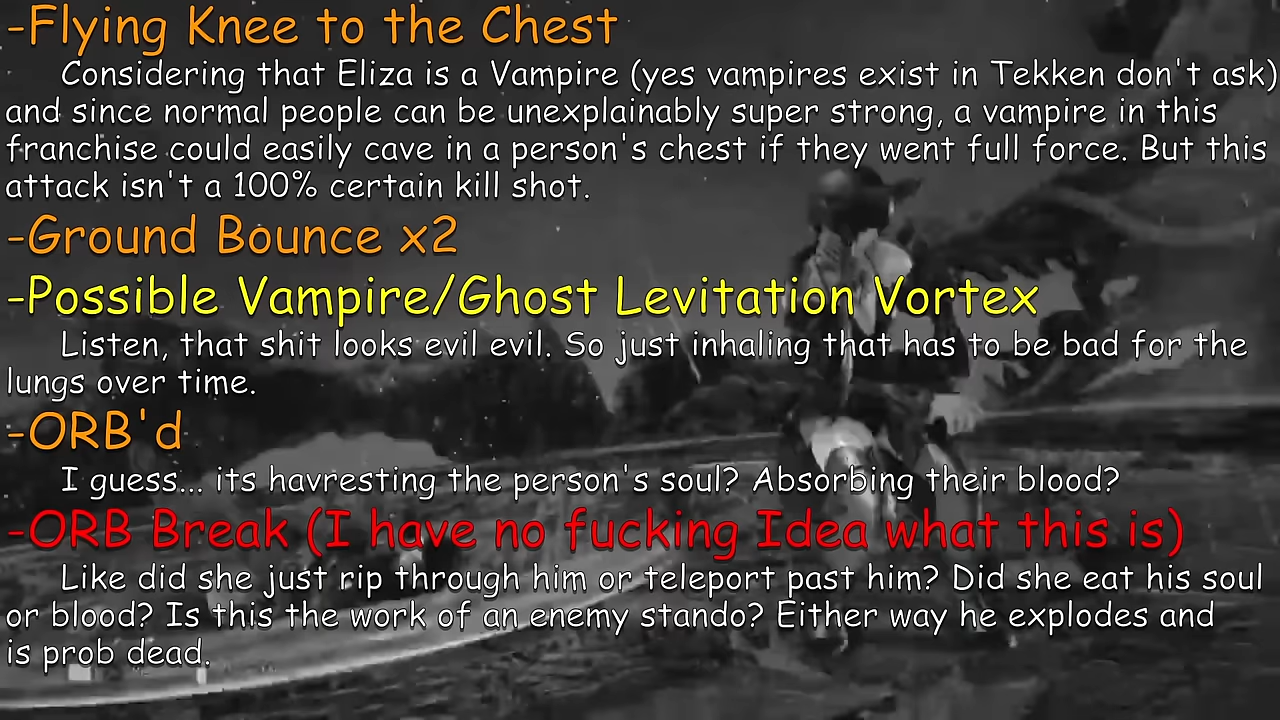 -Flying Knee to the Chest
Considering that Eliza is a Vampire (yes vampires exist in Tekken don't ask)
and since normal people can be unexplainably super strong, a vampire in this
franchise could easily cave in a person's chest if they went full force. But this
attack isn't a 100% certain kill shot.
-Ground Bounce x2
-Possible Vampire/Ghost Levitation Vortex
Listen, that shit looks evil evil. So just inhaling that has to be bad for the
lungs over time.
-ORB'd
I guess... its havresting the person's soul? Absorbing their blood?
-ORB Break (I have no fucking Idea what this is)
Like did she just rip through him or teleport past him? Did she eat his soul
or blood? Is this the work of an enemy stando? Either way he explodes and
is prob dead.